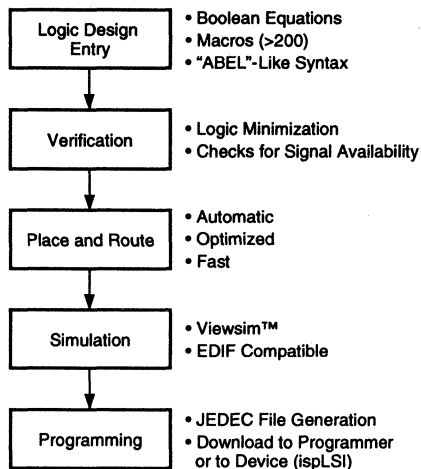 Logic Design
Entry
• Boolean Equations
• Macros (>200)
• “ABEL”-Like Syntax
Verification
• Logic Minimization
• Checks for Signal Availability
Place and Route
• Automatic
• Optimized
• Fast
Simulation
• Viewsim™
• EDIF Compatible
Programming
• JEDEC File Generation
• Download to Programmer
or to Device (ispLSI)